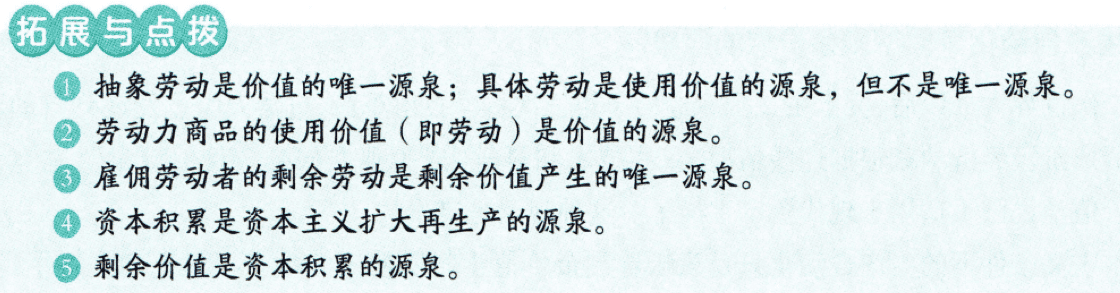 拓展与点拨
① 抽象劳动是价值的唯一源泉；具体劳动是使用价值的源泉，但不是唯一源泉。
② 劳动力商品的使用价值（即劳动）是价值的源泉。
③ 雇佣劳动者的剩余劳动是剩余价值产生的唯一源泉。
④ 资本积累是资本主义扩大再生产的源泉。
⑤ 剩余价值是资本积累的源泉。